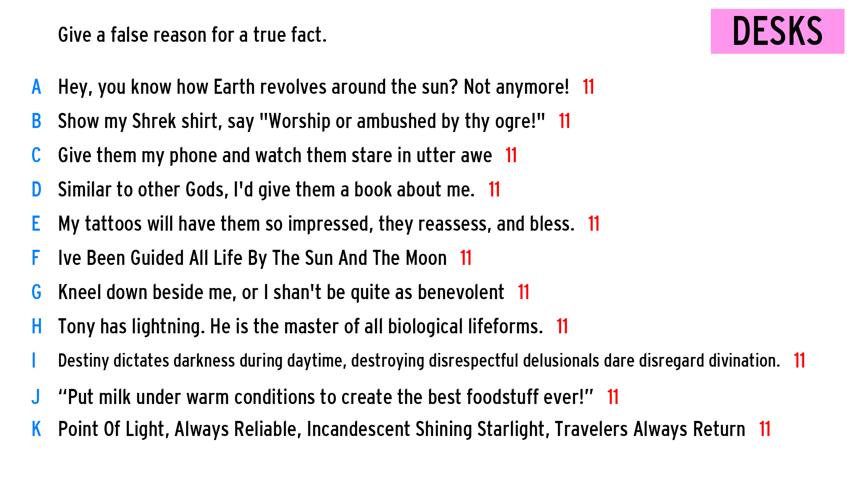 Give a false reason for a true fact.
DESKS
A Hey, you know how Earth revolves around the sun? Not anymore! 11
B Show my Shrek shirt, say "Worship or ambushed by thy ogre!" 11
C Give them my phone and watch them stare in utter awe 11
D Similar to other Gods, I'd give them a book about me. 11
E My tattoos will have them so impressed, they reassess, and bless. 11
F Ive Been Guided All Life By The Sun And The Moon 11
G Kneel down beside me, or I shan't be quite as benevolent 11
H Tony has lightning. He is the master of all biological lifeforms. 11
I Destiny dictates darkness during daytime, destroying disrespectful delusionals dare disregard divination. 11
J “Put milk under warm conditions to create the best foodstuff ever!” 11
K Point Of Light, Always Reliable, Incandescent Shining Starlight, Travelers Always Return 11